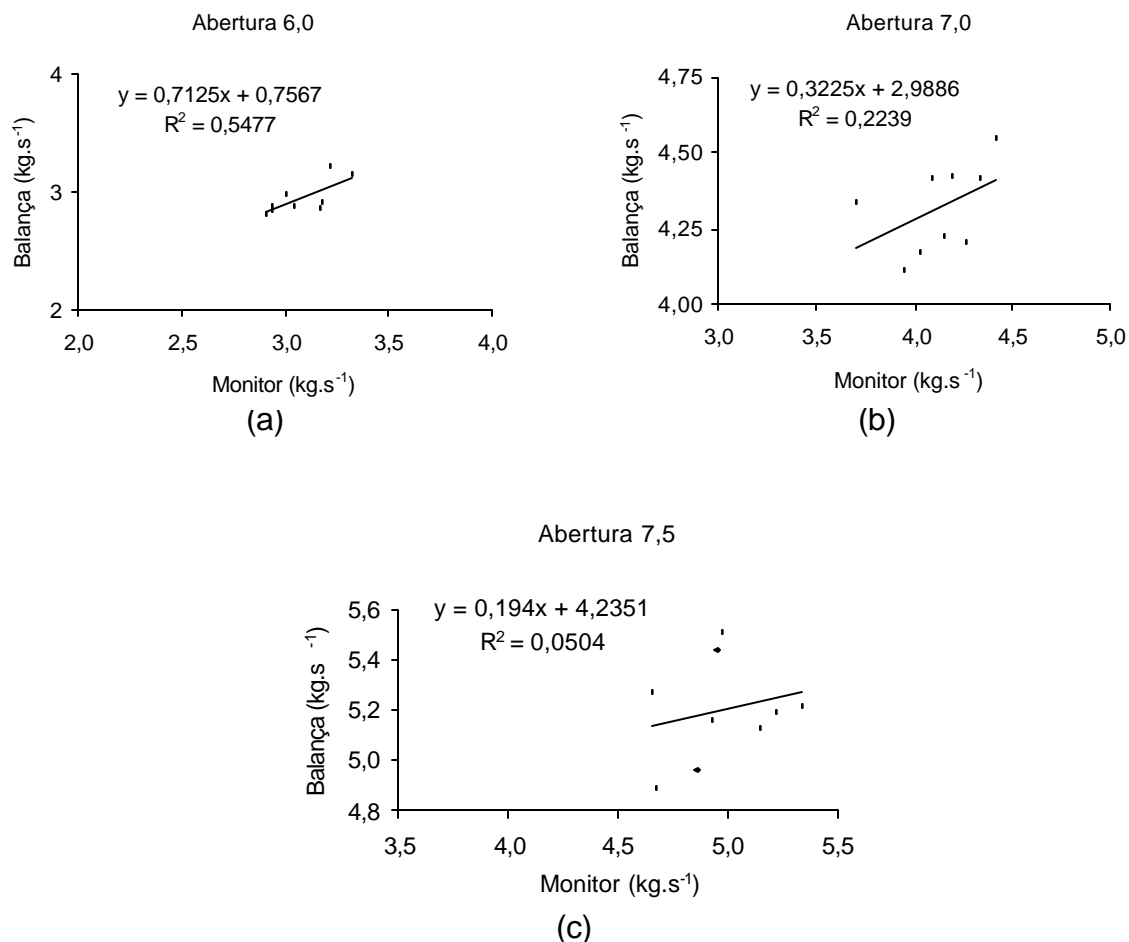 Abertura 6,0
y = 0,7125x + 0,7567
R² = 0,5477
Balança (kg.s⁻¹)
4
3
2
2,0 2,5 3,0 3,5 4,0
Monitor (kg.s⁻¹)
(a)
Abertura 7,0
y = 0,3225x + 2,9886
R² = 0,2239
Balança (kg.s⁻¹)
4,75
4,50
4,25
4,00
3,0 3,5 4,0 4,5 5,0
Monitor (kg.s⁻¹)
(b)
Abertura 7,5
y = 0,194x + 4,2351
R² = 0,0504
Balança (kg.s⁻¹)
5,6
5,4
5,2
5,0
4,8
3,5 4,0 4,5 5,0 5,5
Monitor (kg.s⁻¹)
(c)